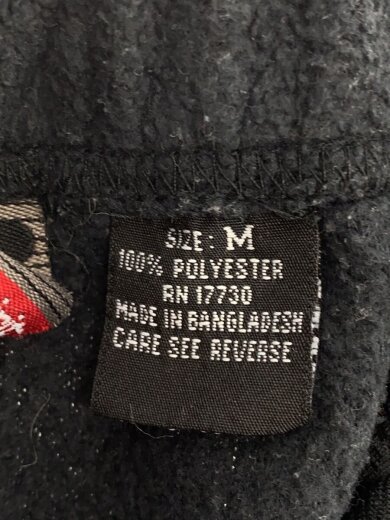 SIZE: M
100% POLYESTER
RN 17730
MADE IN BANGLADESH
CARE SEE REVERSE